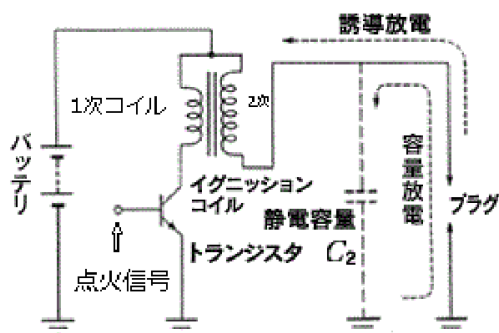 誘導放電
1次コイル
2次
バッテリ
イグニッション
コイル
静電容量
C₂
容量放電
プラグ
トランジスタ
点火信号